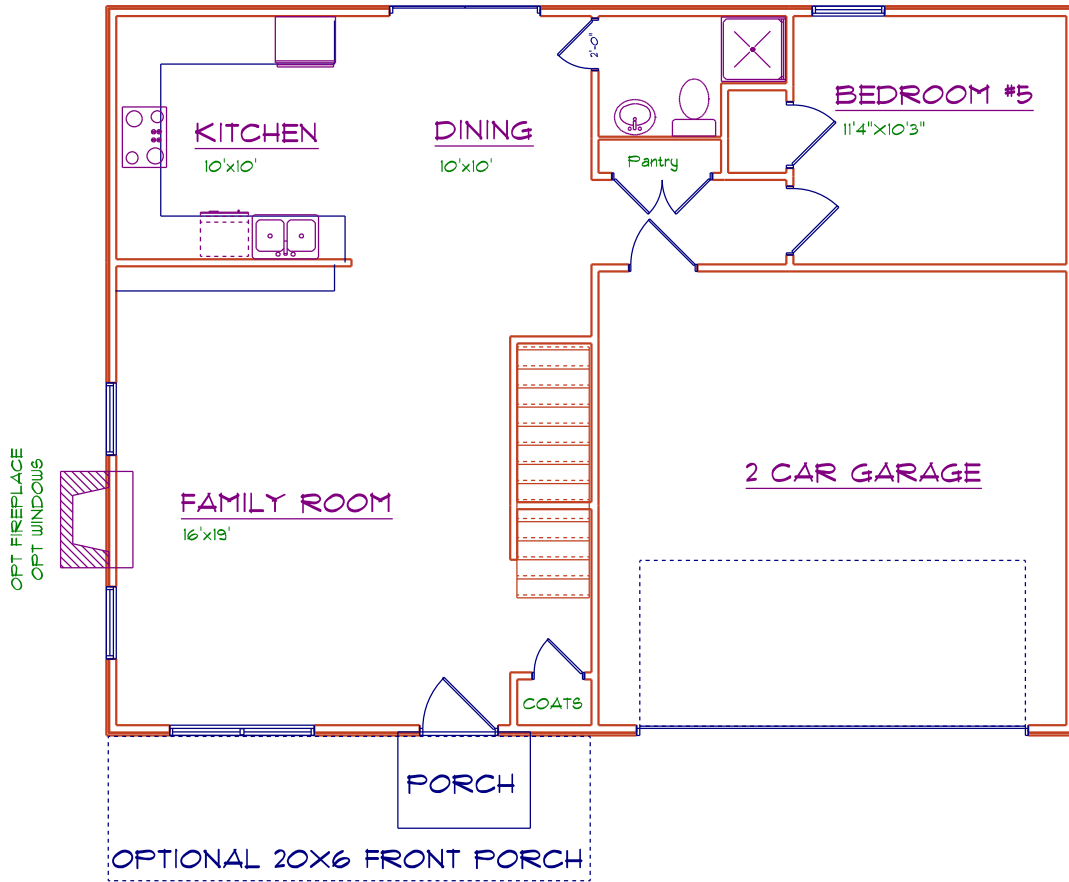 2'-0"
BEDROOM #5
11'4"x10'3"
KITCHEN
10'x10'
DINING
10'x10'
Pantry
2 CAR GARAGE
OPT FIREPLACE
OPT WINDOWS
FAMILY ROOM
16'x19'
COATS
PORCH
OPTIONAL 20X6 FRONT PORCH